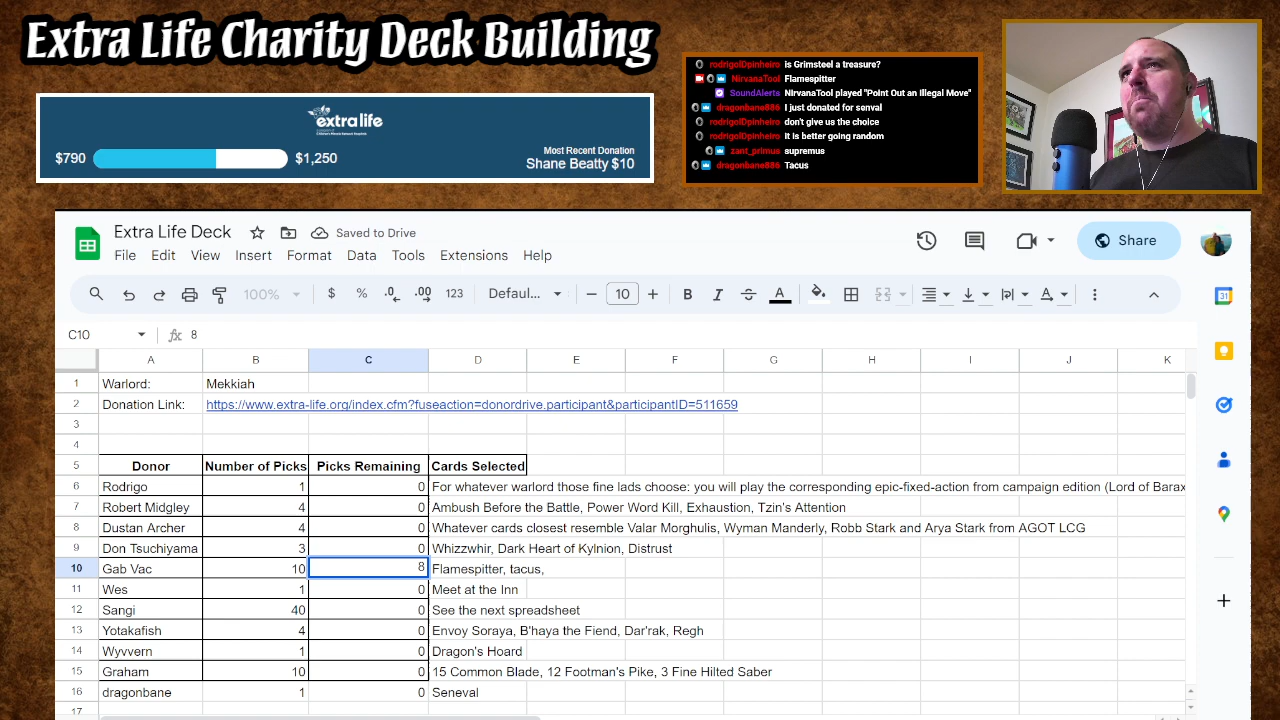 Extra Life Charity Deck Building
extralife
$790
$1,250
Most Recent Donation
Shane Beatty $10
rodrigo!Dpinheiro is Grimsteel a treasure?
NirvanaTool Flamespitter
SoundAlerts NirvanaTool played "Point Out an Illegal Move"
dragonbane886 I just donated for senval
rodrigo!Dpinheiro don't give us the choice
rodrigo!Dpinheiro it is better going random
zant_primus supremus
dragonbane886 Tacus
Extra Life Deck
Saved to Drive
File Edit View Insert Format Data Tools Extensions Help
Share
100% $ % .0 .00 123 Defaul... 10 B I A
C10 fx 8
A B C D E F G H I J K
1 Warlord: Mekkiah
2 Donation Link: https://www.extra-life.org/index.cfm?fuseaction=donordrive.participant&participantID=511659
3
4
5 Donor Number of Picks Picks Remaining Cards Selected
6 Rodrigo 1 0 For whatever warlord those fine lads choose: you will play the corresponding epic-fixed-action from campaign edition (Lord of Barax
7 Robert Midgley 4 0 Ambush Before the Battle, Power Word Kill, Exhaustion, Tzin's Attention
8 Dustan Archer 4 0 Whatever cards closest resemble Valar Morghulis, Wyman Manderly, Robb Stark and Arya Stark from AGOT LCG
9 Don Tsuchiyama 3 0 Whizzwhir, Dark Heart of Kylnion, Distrust
10 Gab Vac 10 8 Flamespitter, tacus,
11 Wes 1 0 Meet at the Inn
12 Sangi 40 0 See the next spreadsheet
13 Yotakafish 4 0 Envoy Soraya, B'haya the Fiend, Dar'rak, Regh
14 Wyvvern 1 0 Dragon's Hoard
15 Graham 10 0 15 Common Blade, 12 Footman's Pike, 3 Fine Hilted Saber
16 dragonbane 1 0 Seneval
17